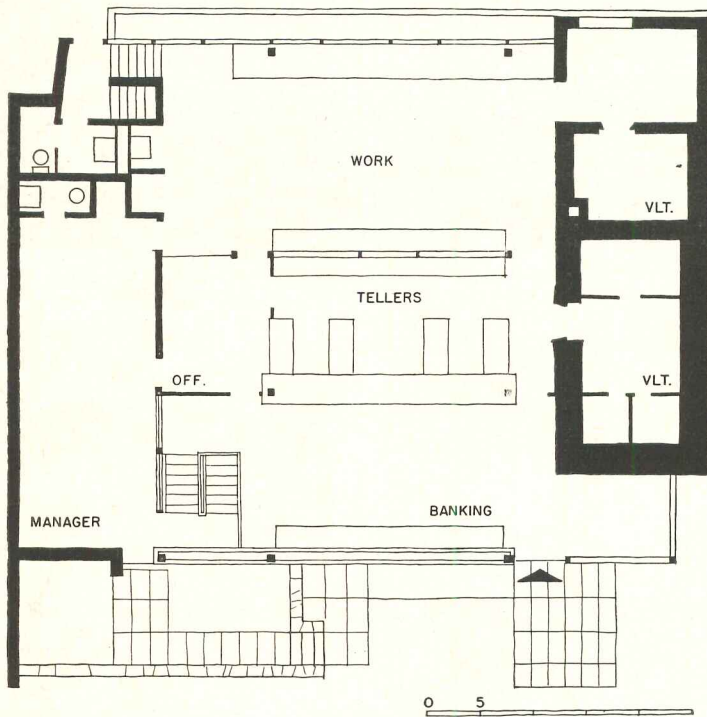 WORK
VLT.
TELLERS
OFF.
VLT.
BANKING
MANAGER
0 5